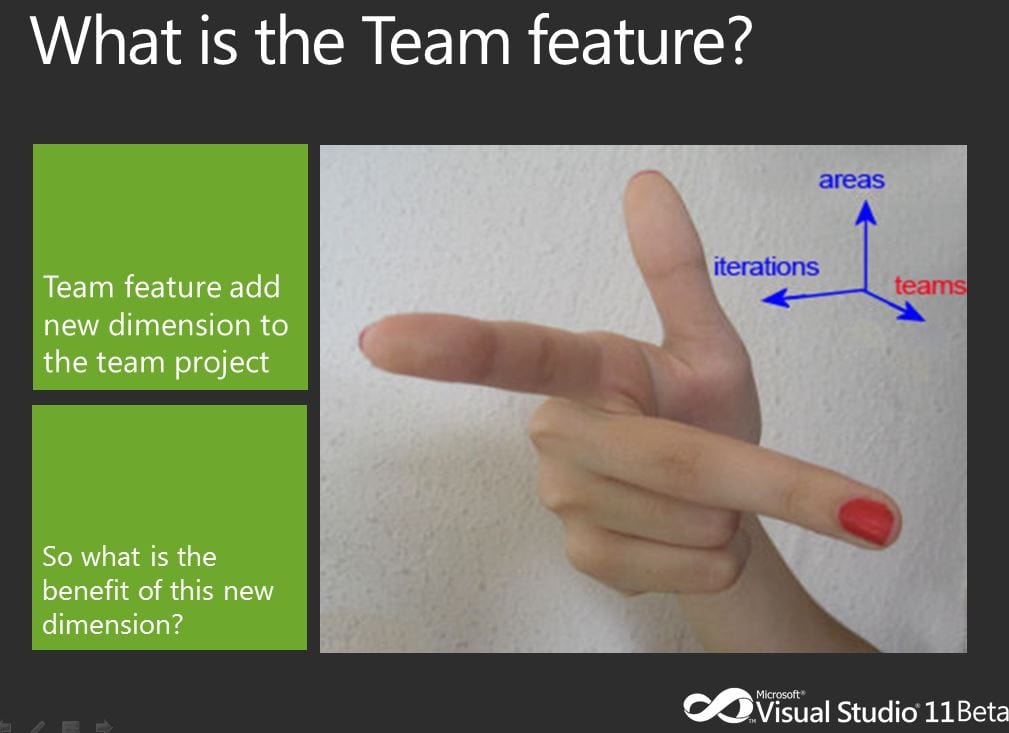 What is the Team feature?
Team feature add
new dimension to
the team project
So what is the
benefit of this new
dimension?
areas
iterations
teams
Microsoft®
Visual Studio® 11 Beta